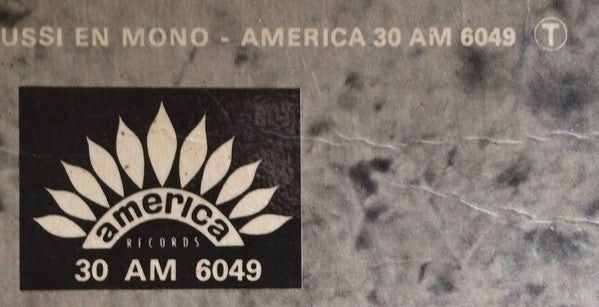 USSI EN MONO - AMERICA 30 AM 6049 T
america
RECORDS
30 AM 6049